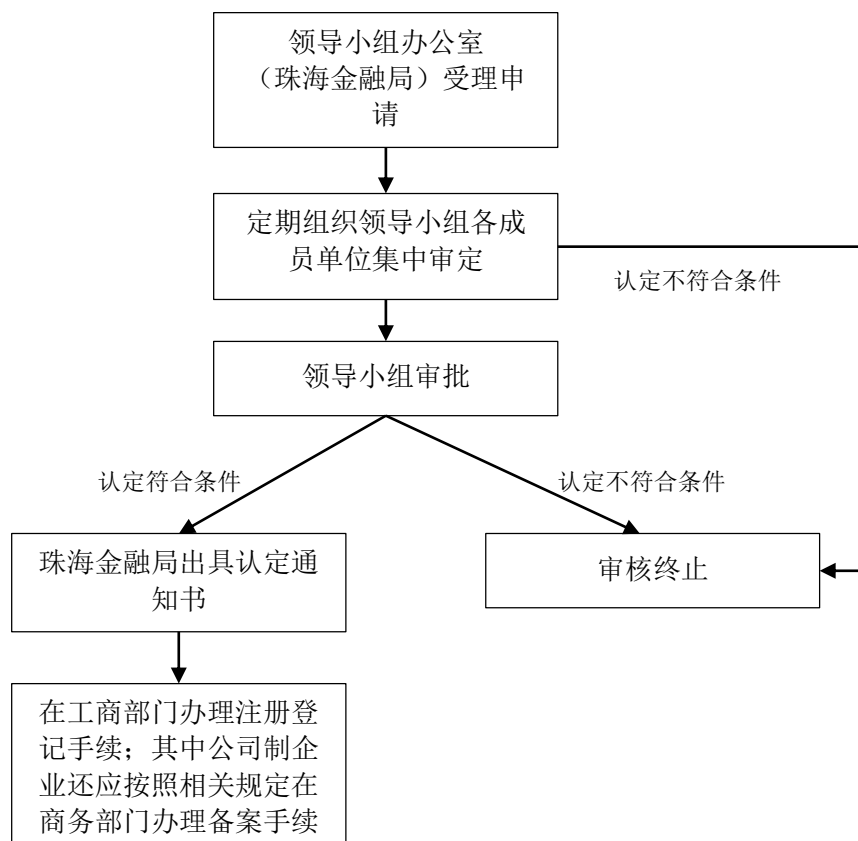 领导小组办公室
（珠海金融局）受理申
请
定期组织领导小组各成
员单位集中审定
认定不符合条件
领导小组审批
认定符合条件
认定不符合条件
珠海金融局出具认定通
知书
审核终止
在工商部门办理注册登
记手续；其中公司制企
业还应按照相关规定在
商务部门办理备案手续